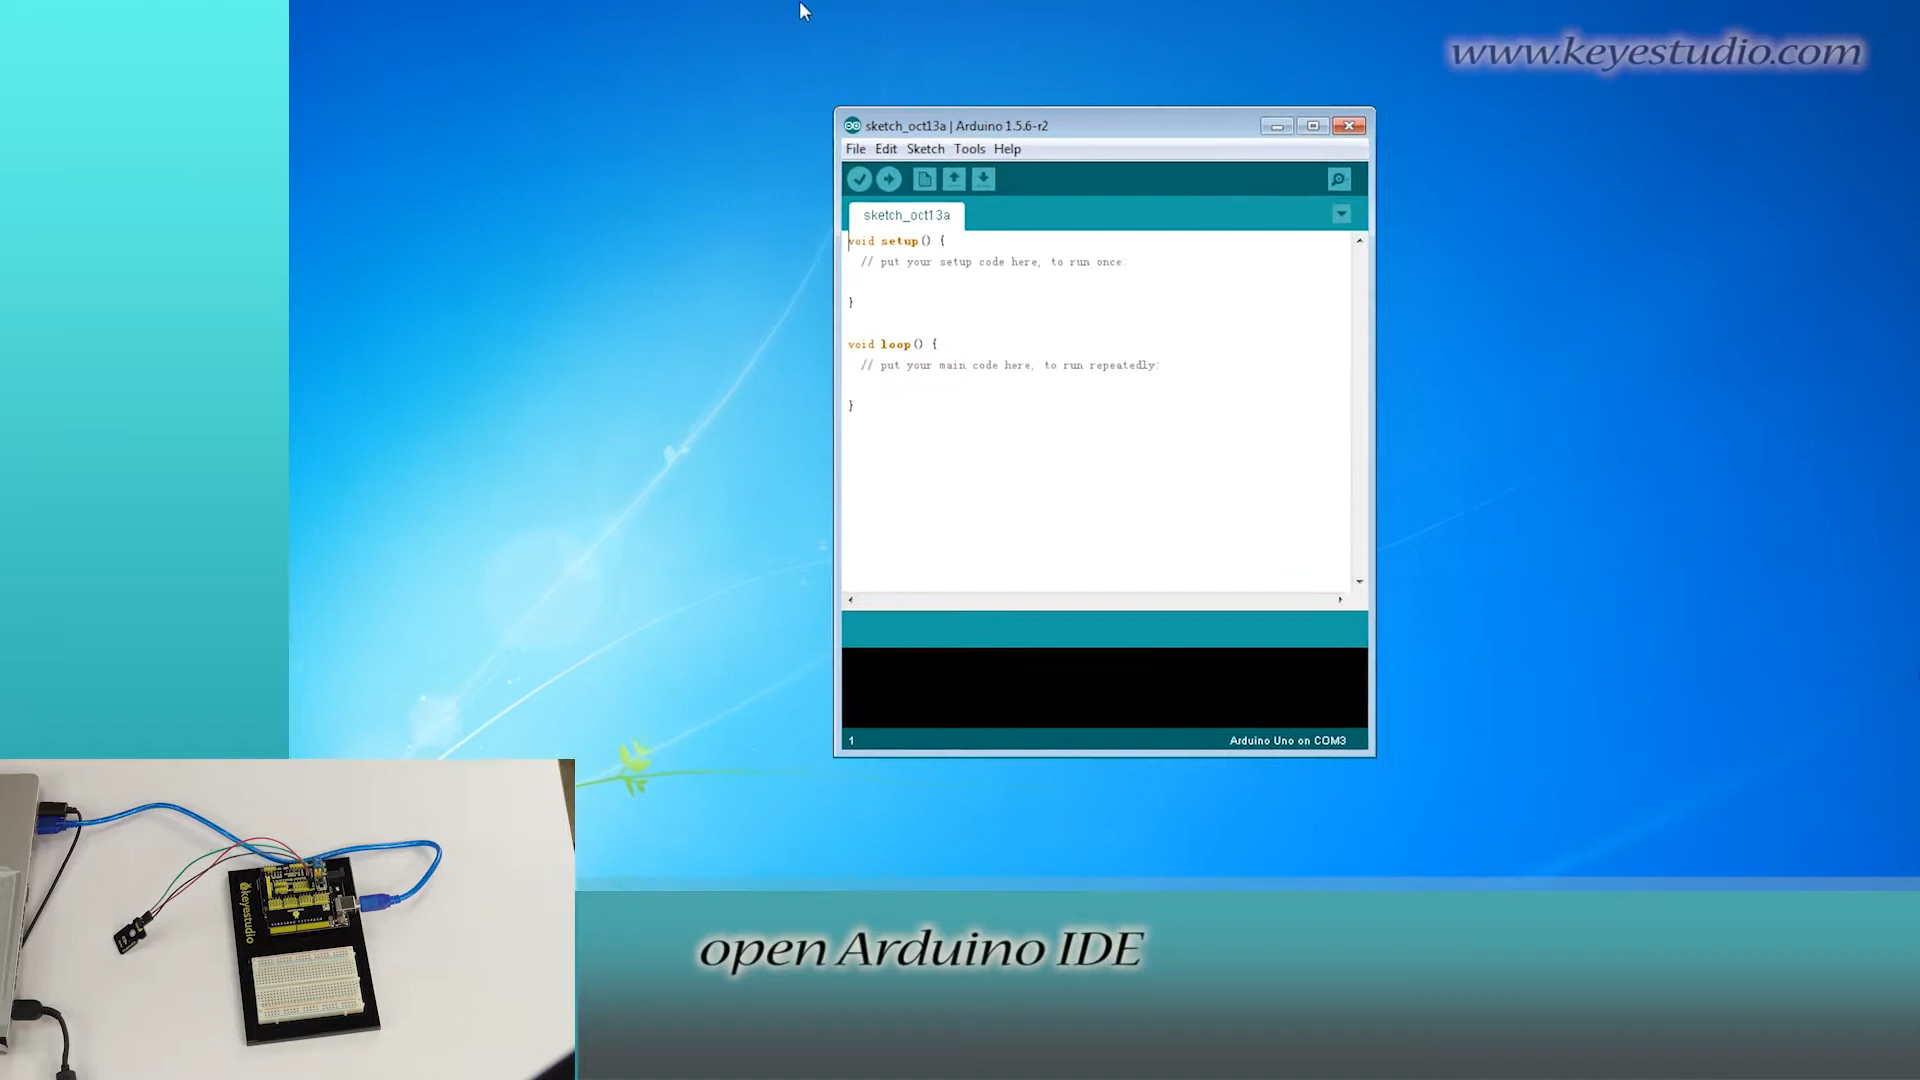 www.keyestudio.com
sketch_oct13a | Arduino 1.5.6-r2
File Edit Sketch Tools Help
sketch_oct13a
void setup() {
// put your setup code here, to run once:
}
void loop() {
// put your main code here, to run repeatedly:
}
1
Arduino Uno on COM3
keyestudio
open Arduino IDE